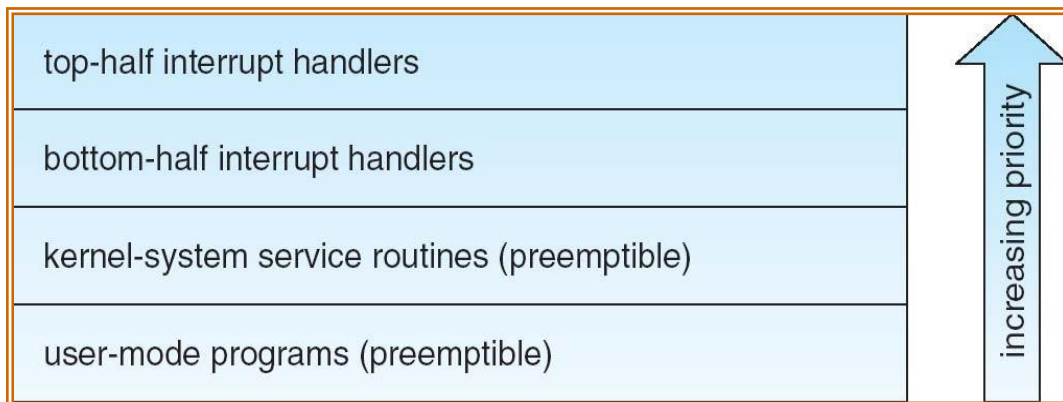 top-half interrupt handlers
bottom-half interrupt handlers
kernel-system service routines (preemptible)
user-mode programs (preemptible)
increasing priority